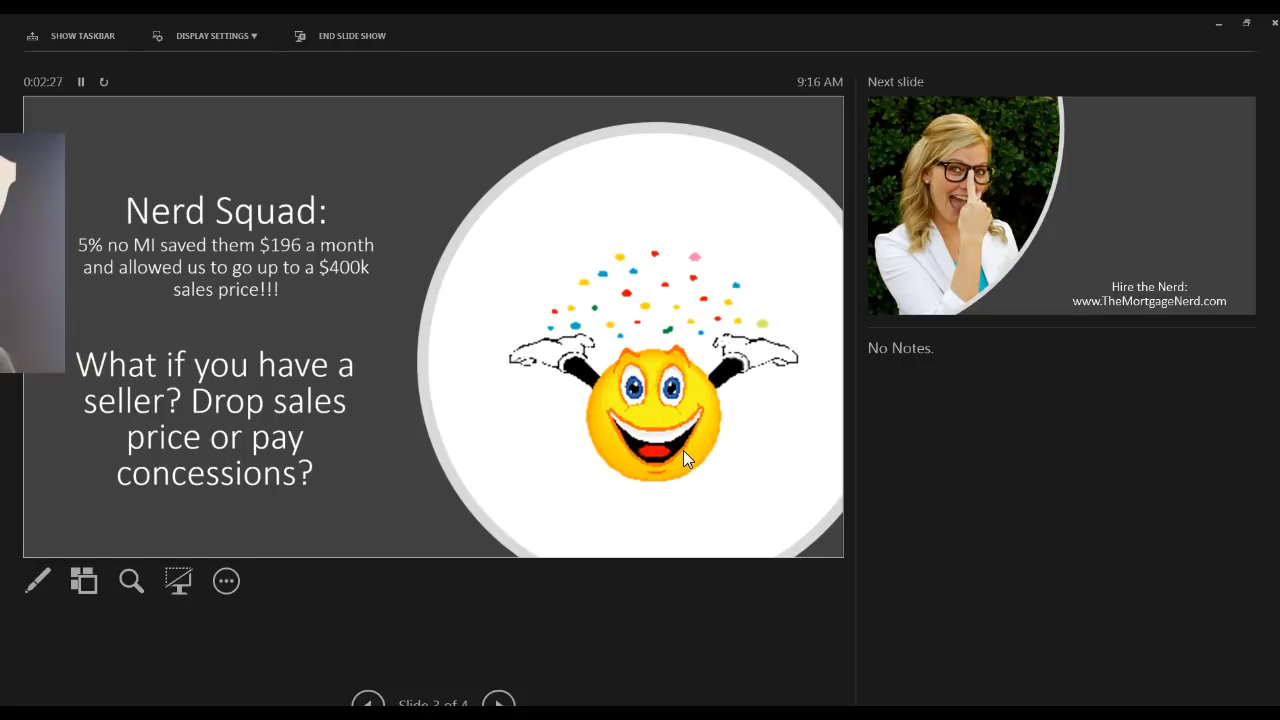 SHOW TASKBAR
DISPLAY SETTINGS
END SLIDE SHOW
0:02:27
9:16 AM
Next slide
Nerd Squad:
5% no MI saved them $196 a month
and allowed us to go up to a $400k
sales price!!!
What if you have a
seller? Drop sales
price or pay
concessions?
Hire the Nerd:
www.TheMortgageNerd.com
No Notes.
Slide 3 of 4